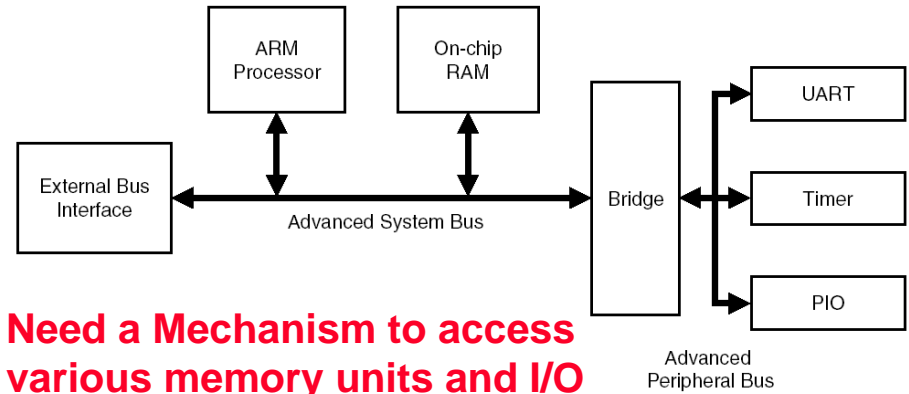 ARM
Processor
On-chip
RAM
UART
External Bus
Interface
Advanced System Bus
Bridge
Timer
PIO
Need a Mechanism to access
various memory units and I/O
Advanced
Peripheral Bus